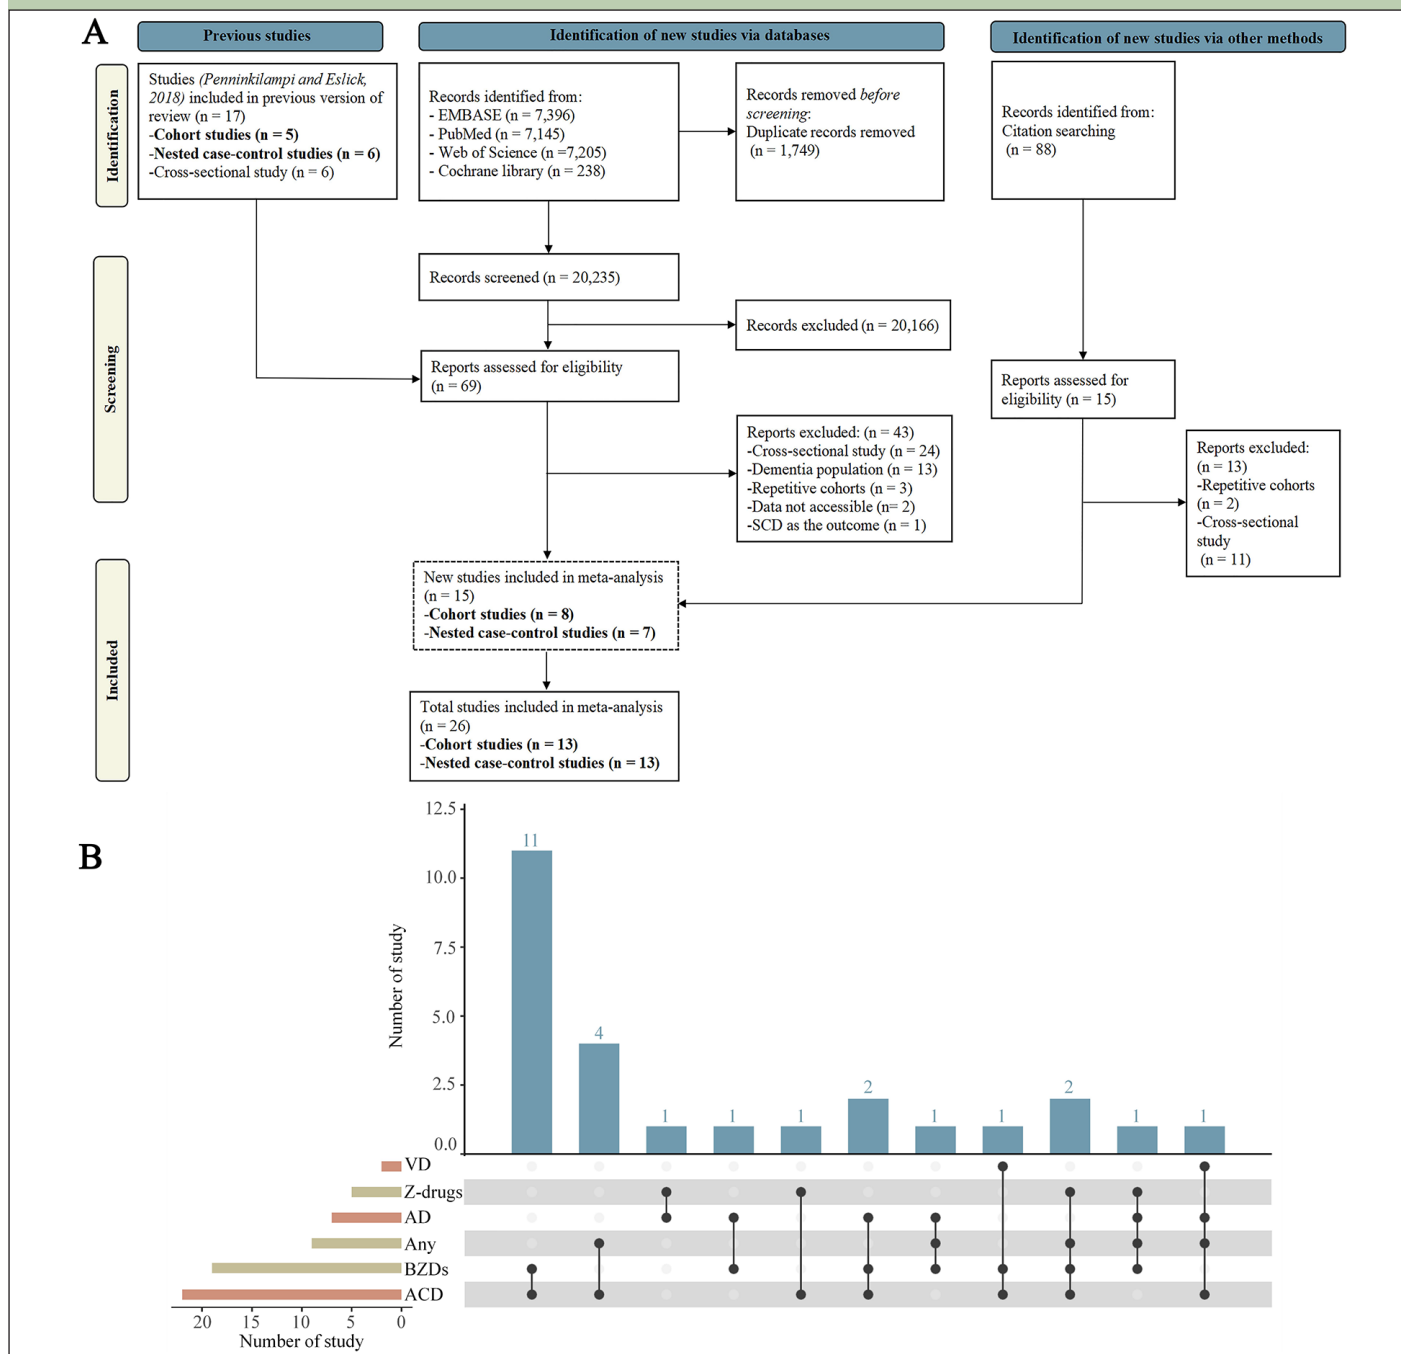 A
Previous studies
Identification of new studies via databases
Identification of new studies via other methods
Identification
Studies (Penninkilampi and Eslick,
2018) included in previous version of
review (n = 17)
-Cohort studies (n = 5)
-Nested case-control studies (n = 6)
-Cross-sectional study (n = 6)
Records identified from:
- EMBASE (n = 7,396)
- PubMed (n = 7,145)
- Web of Science (n =7,205)
- Cochrane library (n = 238)
Records removed before
screening:
Duplicate records removed
(n = 1,749)
Records identified from:
Citation searching
(n = 88)
Screening
Records screened (n = 20,235)
Records excluded (n = 20,166)
Reports assessed for eligibility
(n = 69)
Reports assessed for
eligibility (n = 15)
Reports excluded: (n = 43)
-Cross-sectional study (n = 24)
-Dementia population (n = 13)
-Repetitive cohorts (n = 3)
-Data not accessible (n= 2)
-SCD as the outcome (n = 1)
Reports excluded:
(n = 13)
-Repetitive cohorts
(n = 2)
-Cross-sectional
study
(n = 11)
Included
New studies included in meta-analysis
(n = 15)
-Cohort studies (n = 8)
-Nested case-control studies (n = 7)
Total studies included in meta-analysis
(n = 26)
-Cohort studies (n = 13)
-Nested case-control studies (n = 13)
B
12.5
10.0
7.5
5.0
2.5
0.0
Number of study
11
4
1
1
1
2
1
1
2
1
1
VD
Z-drugs
AD
Any
BZDs
ACD
20 15 10 5 0
Number of study